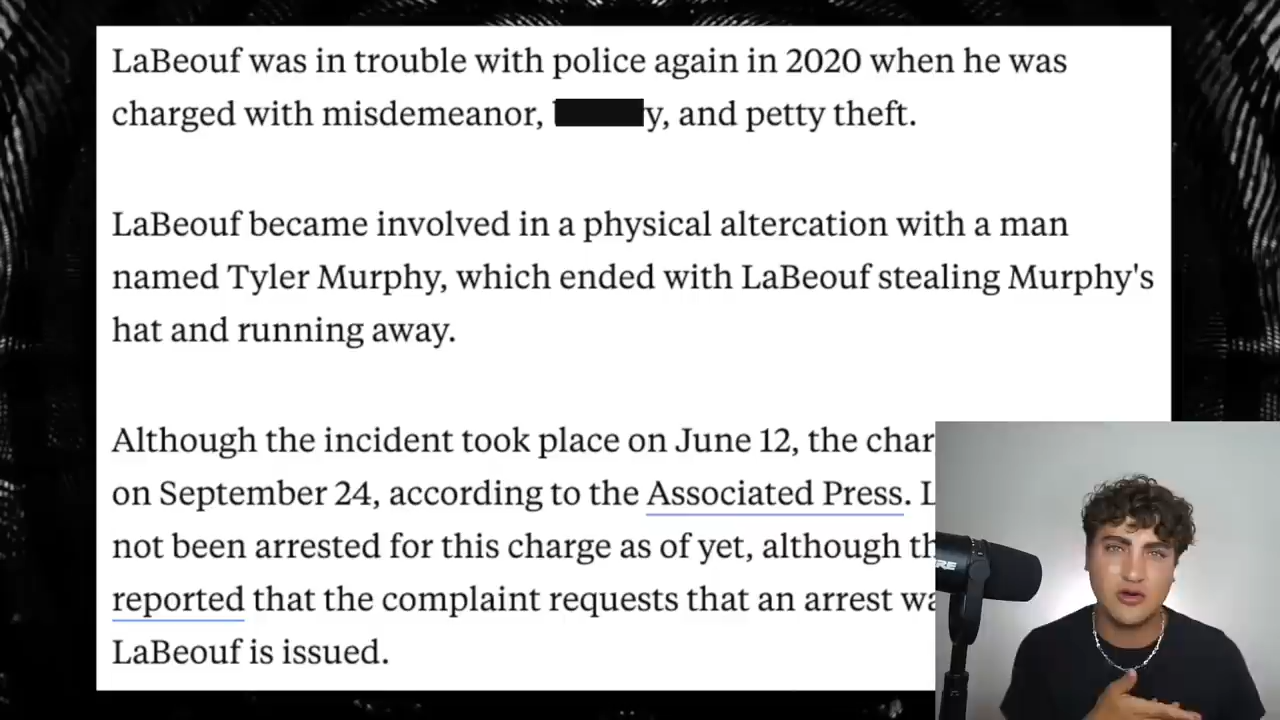 LaBeouf was in trouble with police again in 2020 when he was
charged with misdemeanor, y, and petty theft.
LaBeouf became involved in a physical altercation with a man
named Tyler Murphy, which ended with LaBeouf stealing Murphy's
hat and running away.
Although the incident took place on June 12, the char
on September 24, according to the Associated Press. L
not been arrested for this charge as of yet, although th
reported that the complaint requests that an arrest wa
LaBeouf is issued.
RE